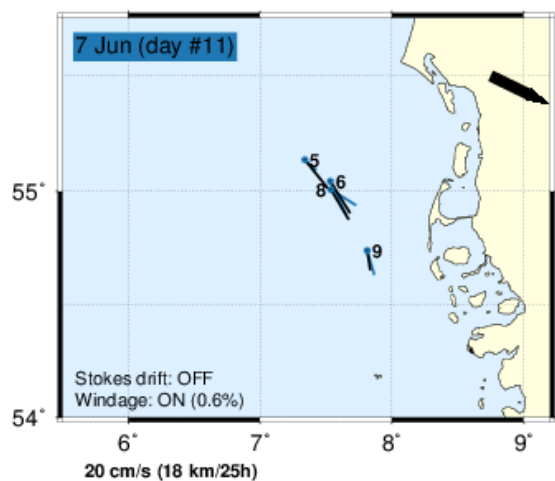 7 Jun (day #11)
5
6
8
9
55°
Stokes drift: OFF
Windage: ON (0.6%)
54°
6° 7° 8° 9°
20 cm/s (18 km/25h)